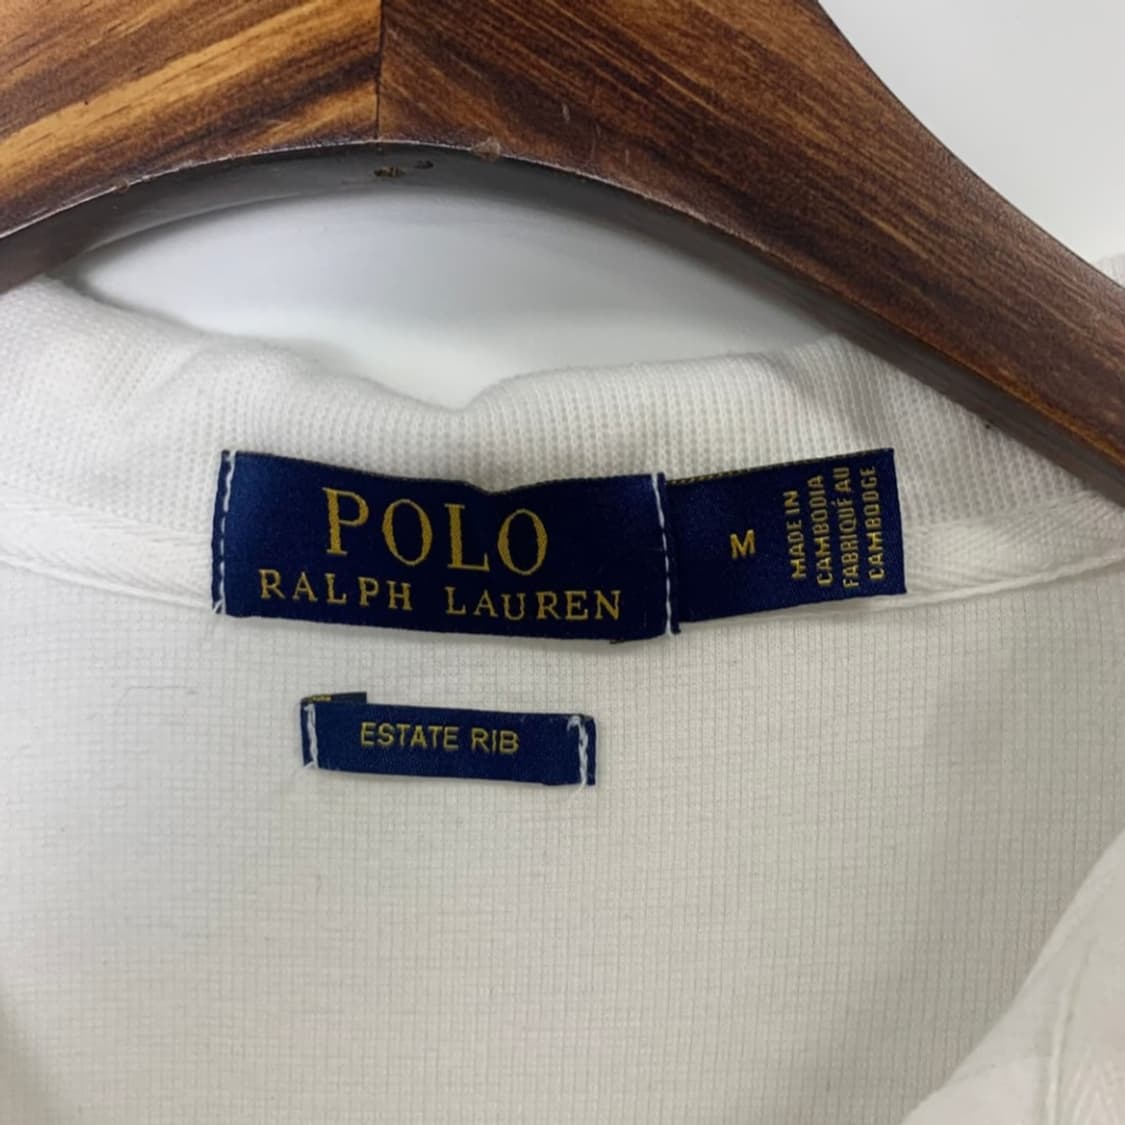 POLO
RALPH LAUREN
M
MADE IN
CAMBODIA
FABRIQUÉ AU
CAMBODGE
ESTATE RIB